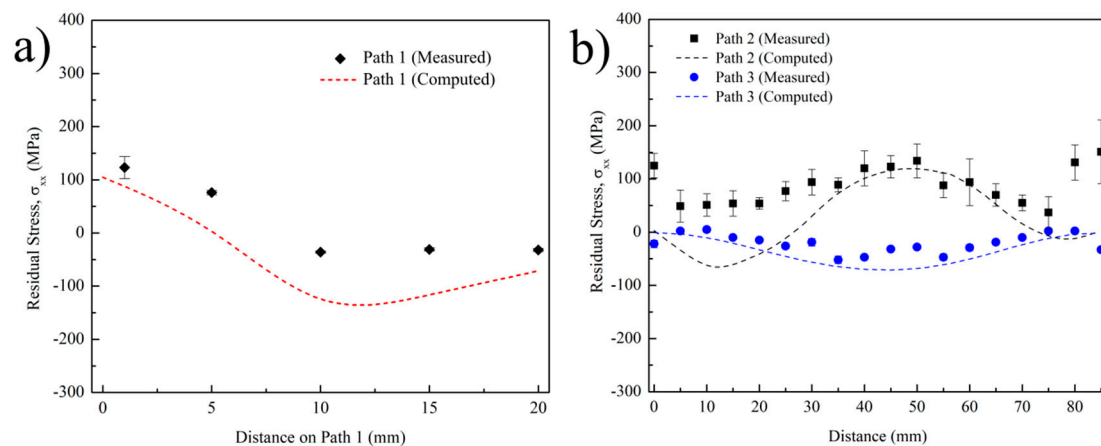 a)
400
300
200
100
0
-100
-200
-300
Residual Stress, σxx (MPa)
Path 1 (Measured)
Path 1 (Computed)
0
5
10
15
20
Distance on Path 1 (mm)
b)
400
300
200
100
0
-100
-200
-300
Residual Stress, σxx (MPa)
Path 2 (Measured)
Path 2 (Computed)
Path 3 (Measured)
Path 3 (Computed)
0
10
20
30
40
50
60
70
80
Distance (mm)